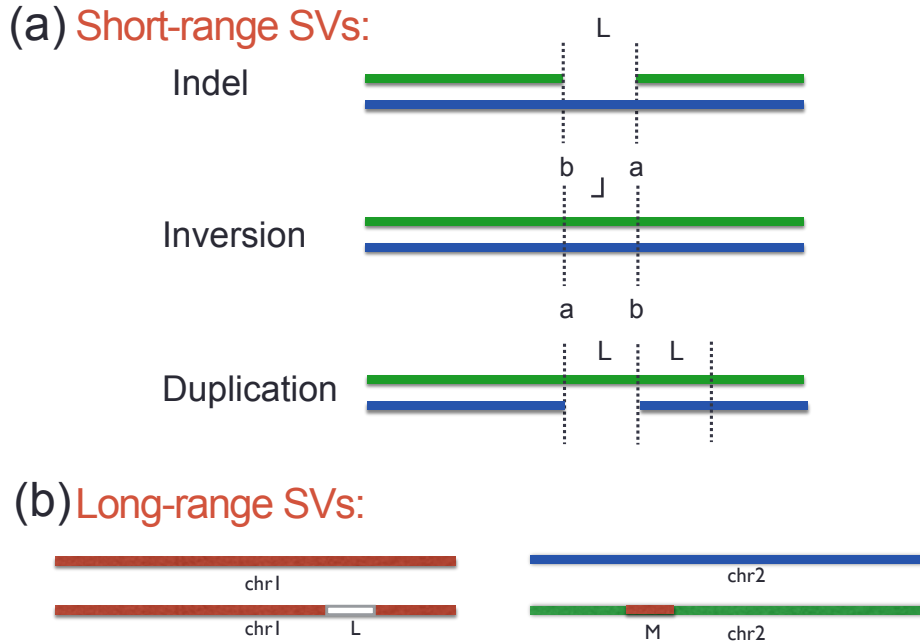 (a) Short-range SVs:
L
Indel
b a
L
Inversion
a b
L L
Duplication
(b) Long-range SVs:
chr1 chr2
chr1 L M chr2